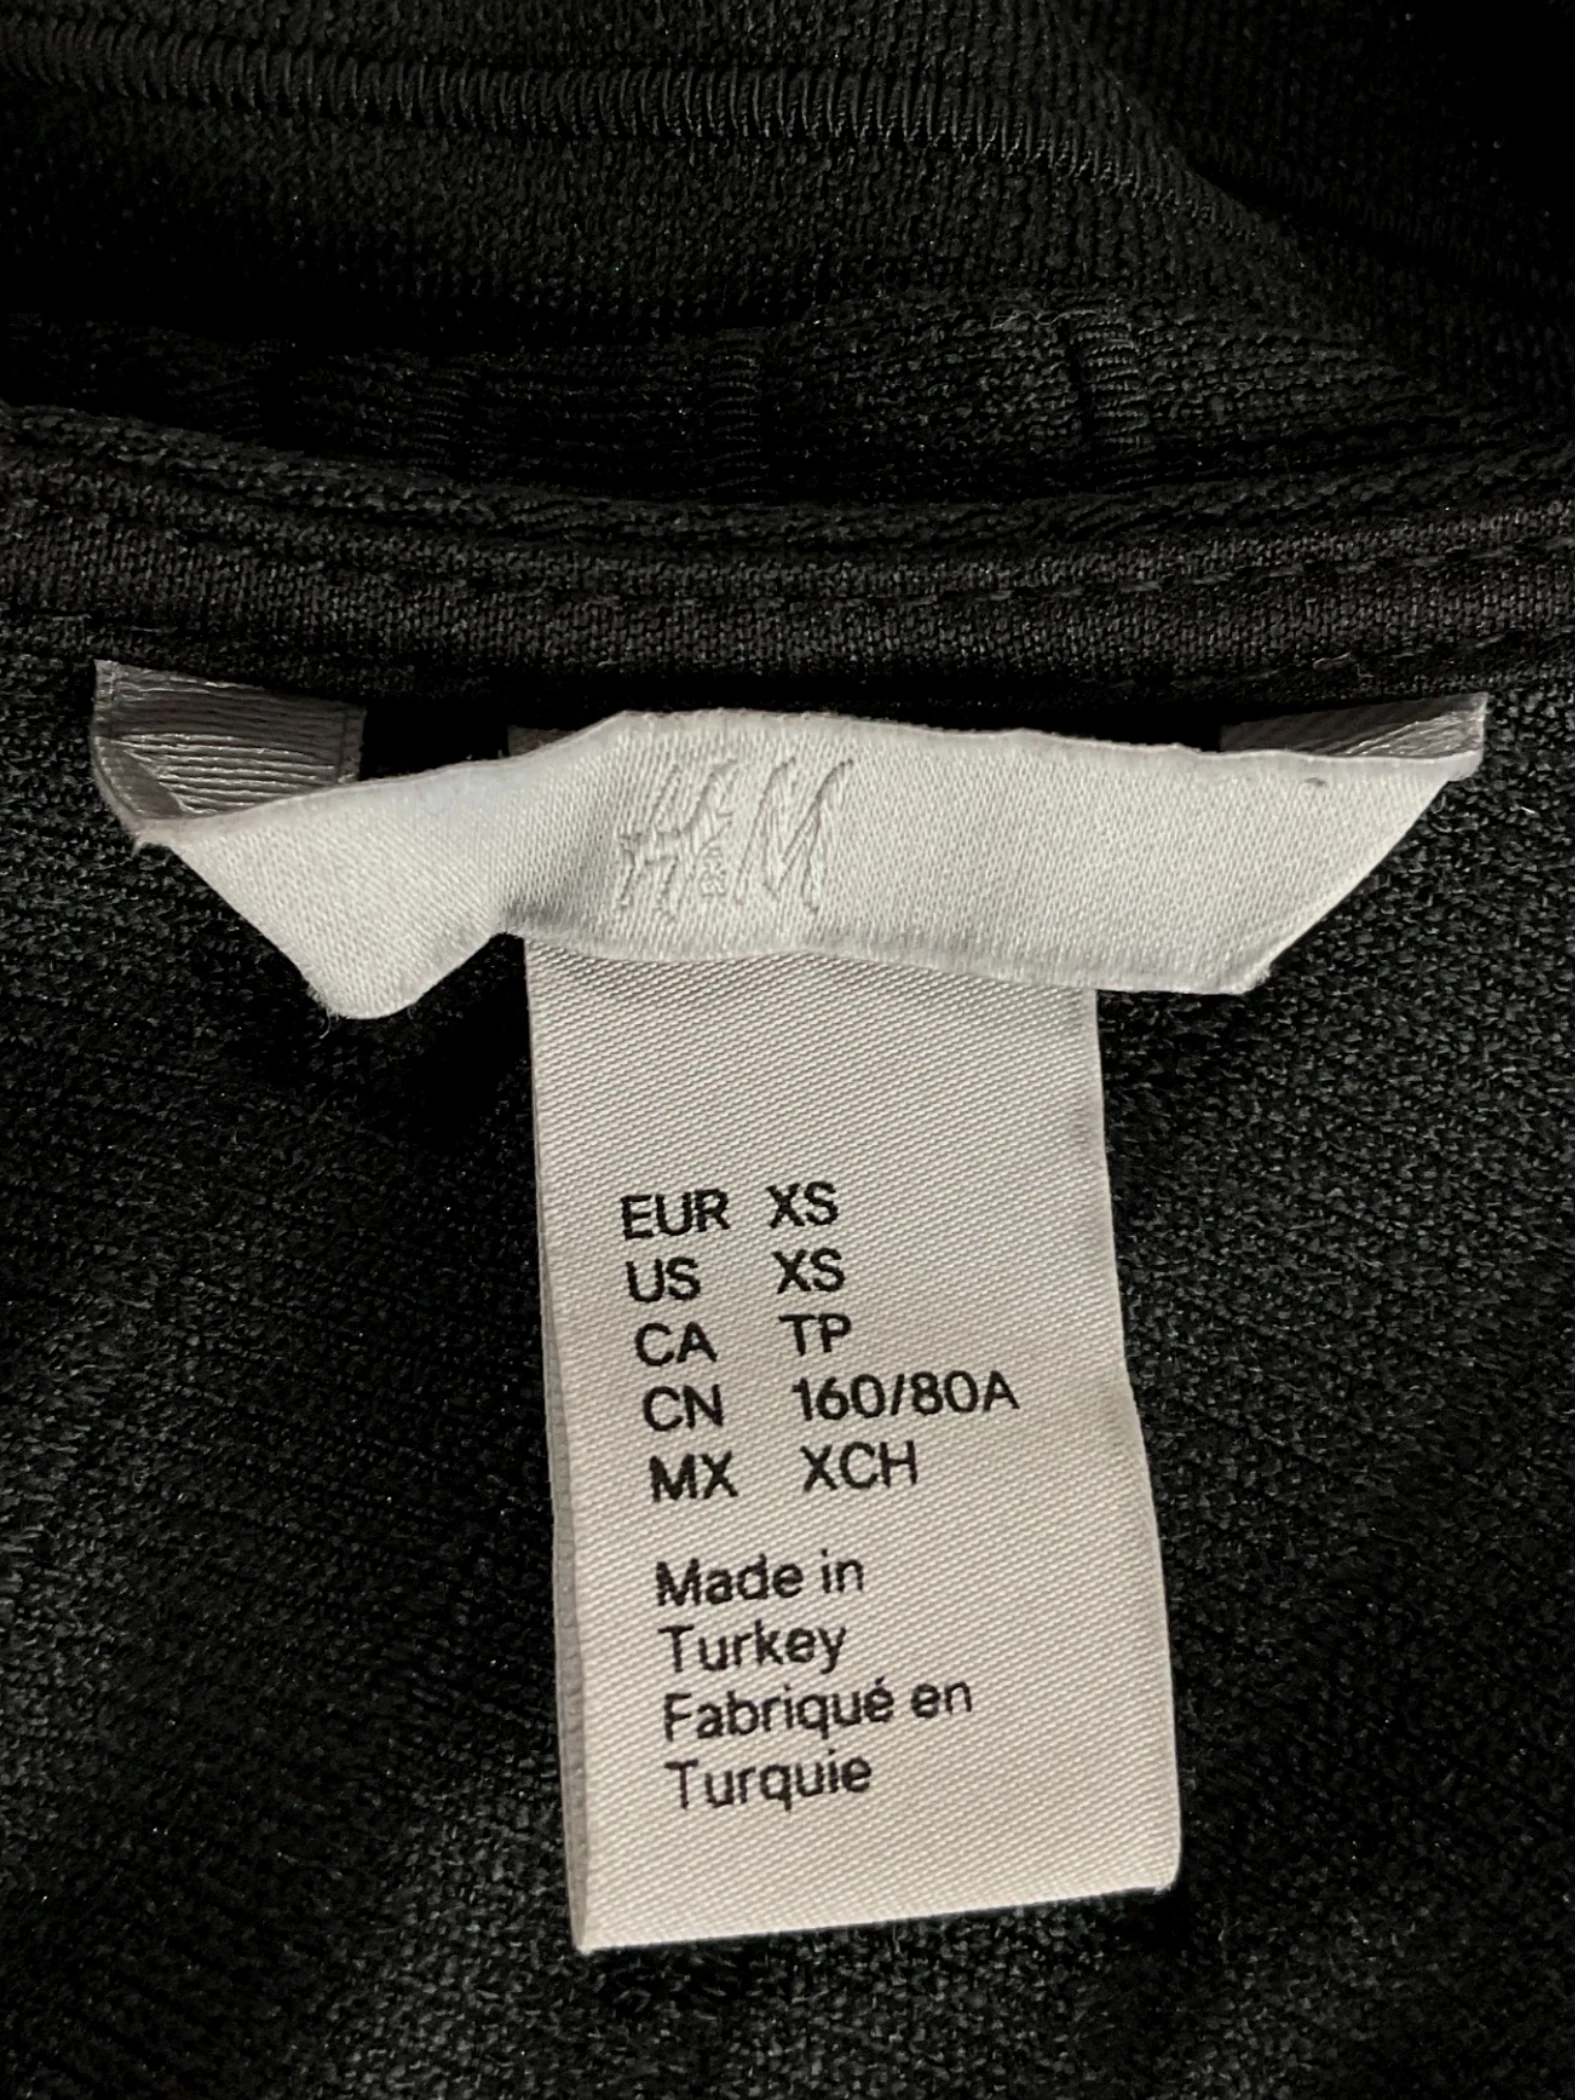 H&M
EUR XS
US XS
CA TP
CN 160/80A
MX XCH
Made in
Turkey
Fabriqué en
Turquie